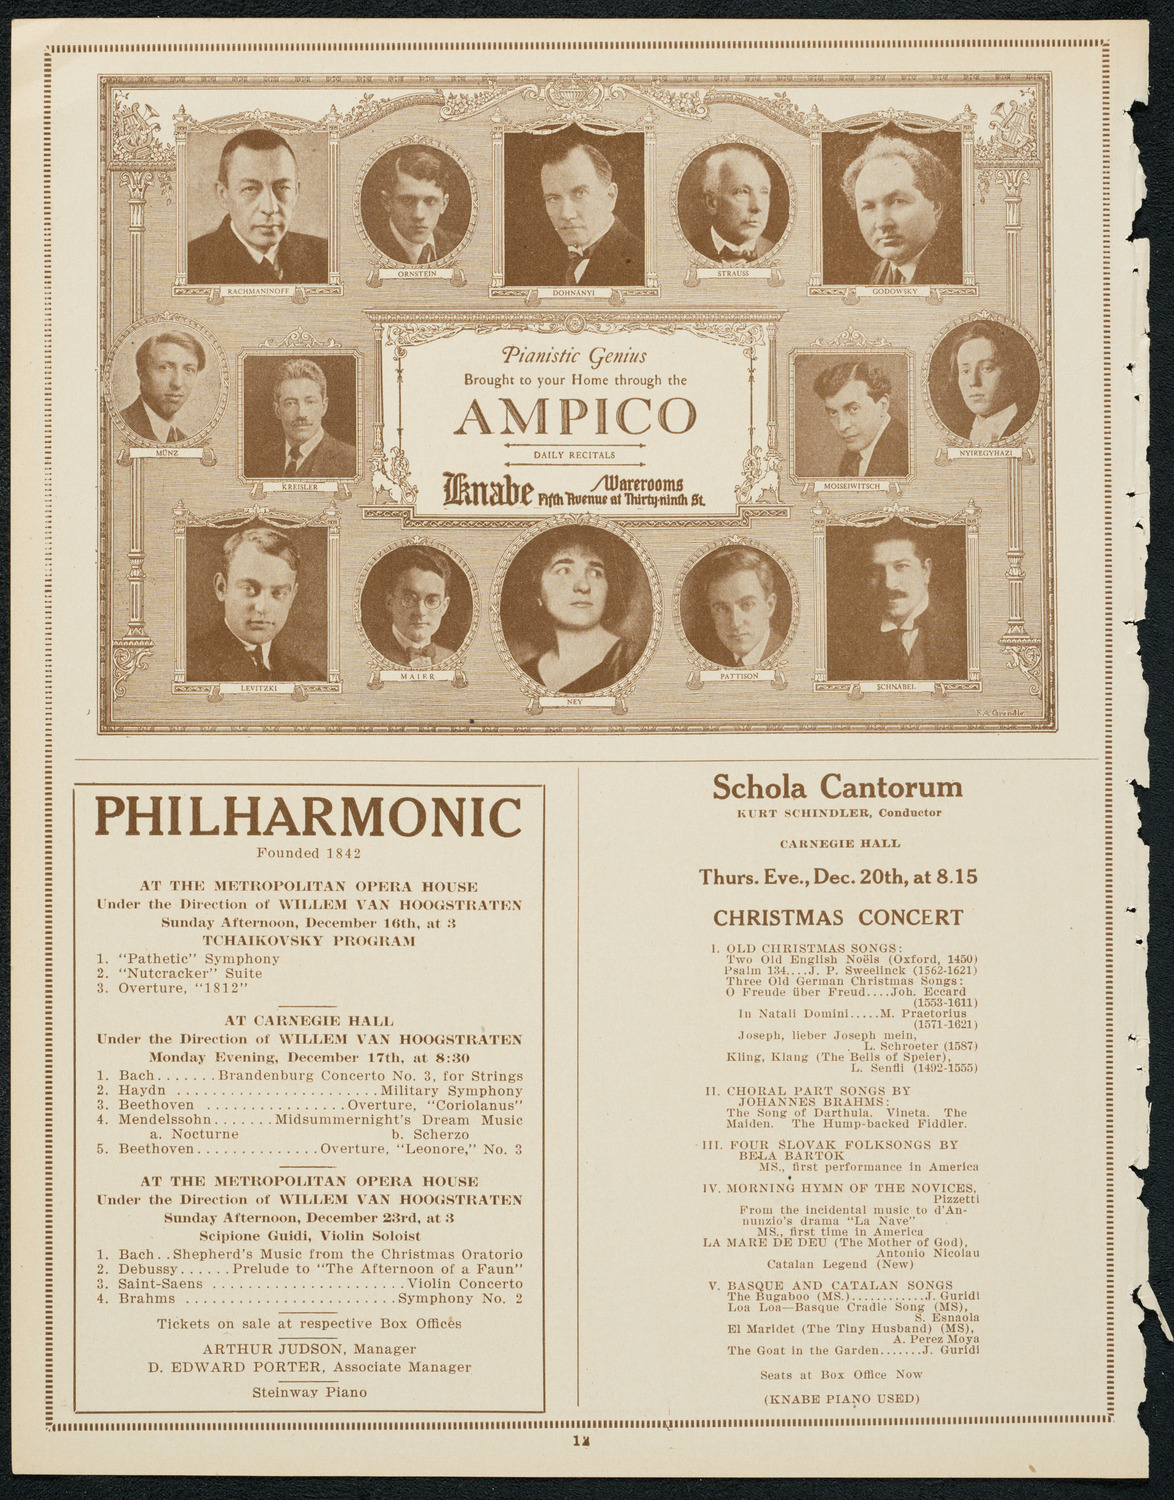 RACHMANINOFF
ORNSTEIN
DOHNÁNYI
STRAUSS
GODOWSKY
MÜNZ
KREISLER
Pianistic Genius
Brought to your Home through the
AMPICO
DAILY RECITALS
Knabe Warerooms
Fifth Avenue at Thirty-ninth St.
MOISEIWITSCH
NYIREGYHAZI
LEVITZKI
MAIER
NEY
PATTISON
SCHNABEL
PHILHARMONIC
Founded 1842
AT THE METROPOLITAN OPERA HOUSE
Under the Direction of WILLEM VAN HOOGSTRATEN
Sunday Afternoon, December 16th, at 3
TCHAIKOVSKY PROGRAM
1. "Pathetic" Symphony
2. "Nutcracker" Suite
3. Overture, "1812"
AT CARNEGIE HALL
Under the Direction of WILLEM VAN HOOGSTRATEN
Monday Evening, December 17th, at 8:30
1. Bach.......Brandenburg Concerto No. 3, for Strings
2. Haydn .......................Military Symphony
3. Beethoven .................Overture, "Coriolanus"
4. Mendelssohn.......Midsummernight's Dream Music
a. Nocturne b. Scherzo
5. Beethoven..............Overture, "Leonore," No. 3
AT THE METROPOLITAN OPERA HOUSE
Under the Direction of WILLEM VAN HOOGSTRATEN
Sunday Afternoon, December 23rd, at 3
Scipione Guidi, Violin Soloist
1. Bach..Shepherd's Music from the Christmas Oratorio
2. Debussy......Prelude to "The Afternoon of a Faun"
3. Saint-Saens ......................Violin Concerto
4. Brahms ........................Symphony No. 2
Tickets on sale at respective Box Offices
ARTHUR JUDSON, Manager
D. EDWARD PORTER, Associate Manager
Steinway Piano
Schola Cantorum
KURT SCHINDLER, Conductor
CARNEGIE HALL
Thurs. Eve., Dec. 20th, at 8.15
CHRISTMAS CONCERT
I. OLD CHRISTMAS SONGS:
Two Old English Noëls (Oxford, 1450)
Psalm 134....J. P. Sweelinck (1562-1621)
Three Old German Christmas Songs:
O Freude über Freud....Joh. Eccard
(1553-1611)
In Natali Domini.....M. Praetorius
(1571-1621)
Joseph, lieber Joseph mein,
L. Schroeter (1587)
Kling, Klang (The Bells of Speier),
L. Senfli (1492-1555)
II. CHORAL PART SONGS BY
JOHANNES BRAHMS:
The Song of Darthula. Vineta. The
Maiden. The Hump-backed Fiddler.
III. FOUR SLOVAK FOLKSONGS BY
BELA BARTOK
MS., first performance in America
IV. MORNING HYMN OF THE NOVICES,
Pizzetti
From the incidental music to d'An-
nunzio's drama "La Nave"
MS., first time in America
LA MARE DE DEU (The Mother of God),
Antonio Nicolau
Catalan Legend (New)
V. BASQUE AND CATALAN SONGS
The Bugaboo (MS.)............J. Guridi
Loa Loa—Basque Cradle Song (MS),
S. Esnaola
El Maridet (The Tiny Husband) (MS),
A. Perez Moya
The Goat in the Garden.......J. Guridi
Seats at Box Office Now
(KNABE PIANO USED)